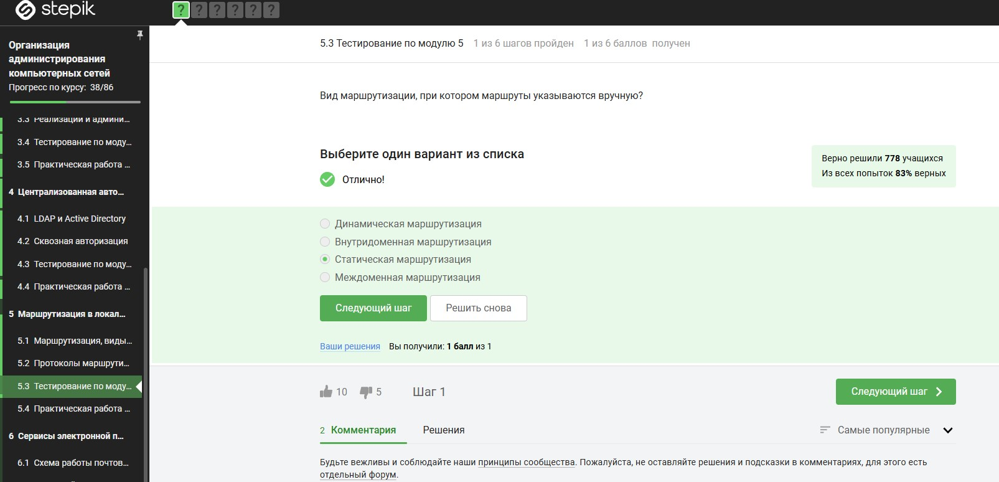 stepik
? ? ? ? ? ?
Организация
администрирования
компьютерных сетей
Прогресс по курсу: 38/86
3.3 Реализации и админи...
3.4 Тестирование по моду...
3.5 Практическая работа ...
4 Централизованная авто...
4.1 LDAP и Active Directory
4.2 Сквозная авторизация
4.3 Тестирование по моду...
4.4 Практическая работа ...
5 Маршрутизация в локал...
5.1 Маршрутизация, виды...
5.2 Протоколы маршрути...
5.3 Тестирование по моду...
5.4 Практическая работа ...
6 Сервисы электронной п...
6.1 Схема работы почтов...
5.3 Тестирование по модулю 5 1 из 6 шагов пройден 1 из 6 баллов получен
Вид маршрутизации, при котором маршруты указываются вручную?
Выберите один вариант из списка
Отлично!
Верно решили 778 учащихся
Из всех попыток 83% верных
Динамическая маршрутизация
Внутридоменная маршрутизация
Статическая маршрутизация
Междоменная маршрутизация
Следующий шаг Решить снова
Ваши решения Вы получили: 1 балл из 1
10 5 Шаг 1 Следующий шаг
2 Комментария Решения Самые популярные
Будьте вежливы и соблюдайте наши принципы сообщества. Пожалуйста, не оставляйте решения и подсказки в комментариях, для этого есть
отдельный форум.